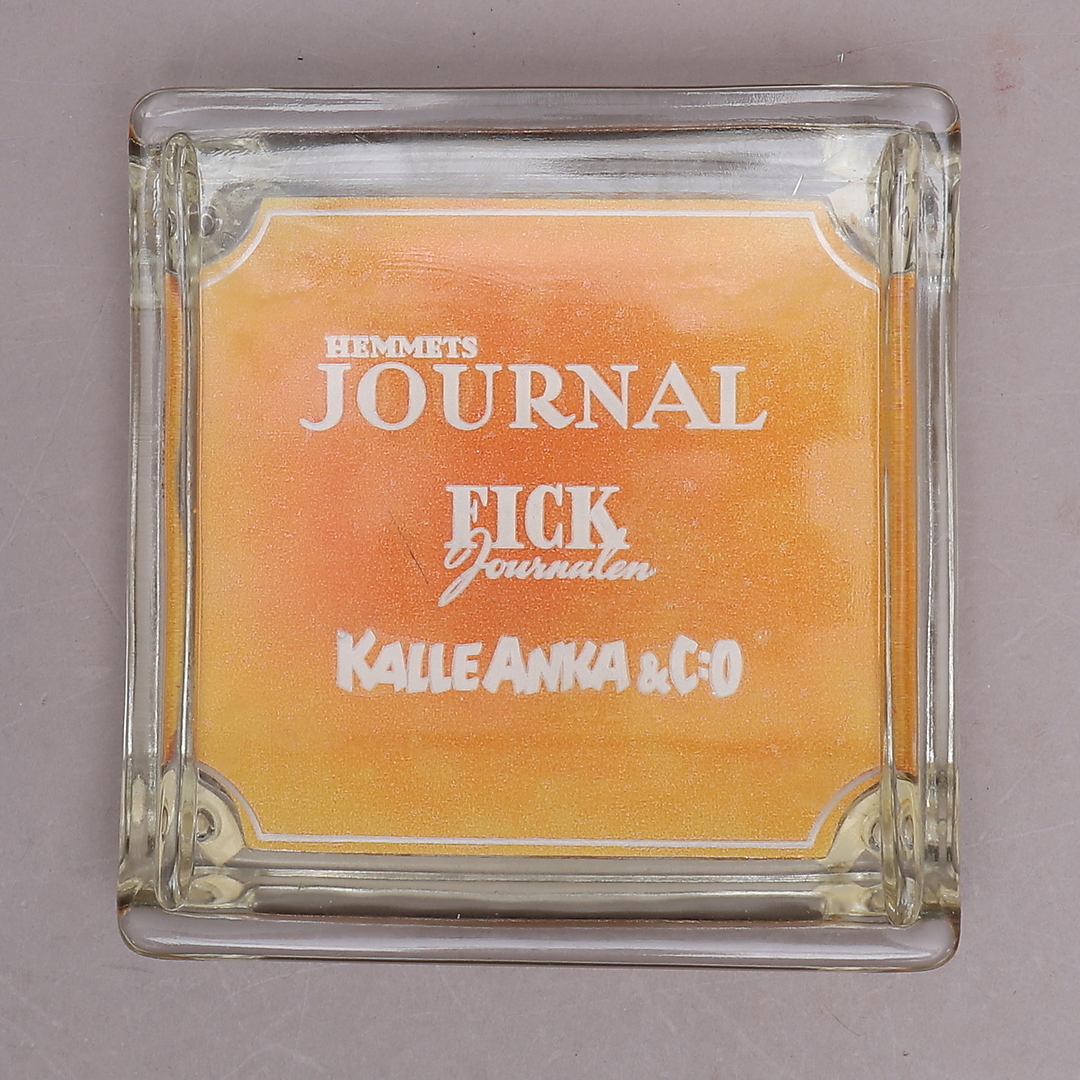 HEMMETS
JOURNAL
FICK
Journalen
KALLE ANKA & C:O